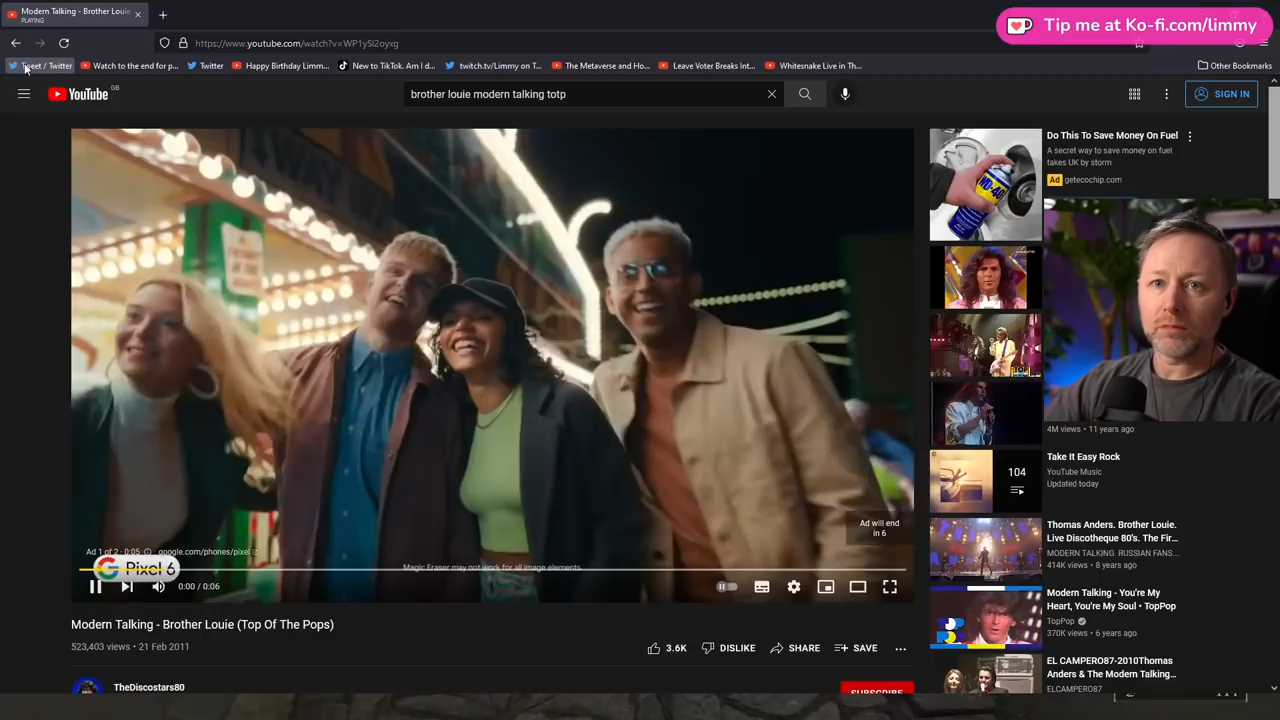 Modern Talking - Brother Louie
PLAYING
Tip me at Ko-fi.com/limmy
https://www.youtube.com/watch?v=WP1ySl2oyxg
Tweet / Twitter
Watch to the end for p...
Twitter
Happy Birthday Limm...
New to TikTok. Am I d...
twitch.tv/Limmy on T...
The Metaverse and Ho...
Leave Voter Breaks Int...
Whitesnake Live in Th...
Other Bookmarks
YouTube
GB
brother louie modern talking totp
SIGN IN
WD-40
Do This To Save Money On Fuel
A secret way to save money on fuel
takes UK by storm
Ad getecochip.com
4M views • 11 years ago
104
Take It Easy Rock
YouTube Music
Updated today
Ad will end
in 6
Ad 1 of 2 · 0:05
google.com/phones/pixel
G Pixel 6
Magic Eraser may not work for all image elements.
0:00 / 0:06
Thomas Anders. Brother Louie.
Live Discotheque 80's. The Fir...
MODERN TALKING. RUSSIAN FANS...
414K views • 8 years ago
Modern Talking - You're My
Heart, You're My Soul • TopPop
TopPop
370K views • 6 years ago
EL CAMPERO87-2010Thomas
Anders & The Modern Talking...
ELCAMPERO87
Modern Talking - Brother Louie (Top Of The Pops)
523,403 views • 21 Feb 2011
3.6K
DISLIKE
SHARE
SAVE
TheDiscostars80
SUBSCRIBE